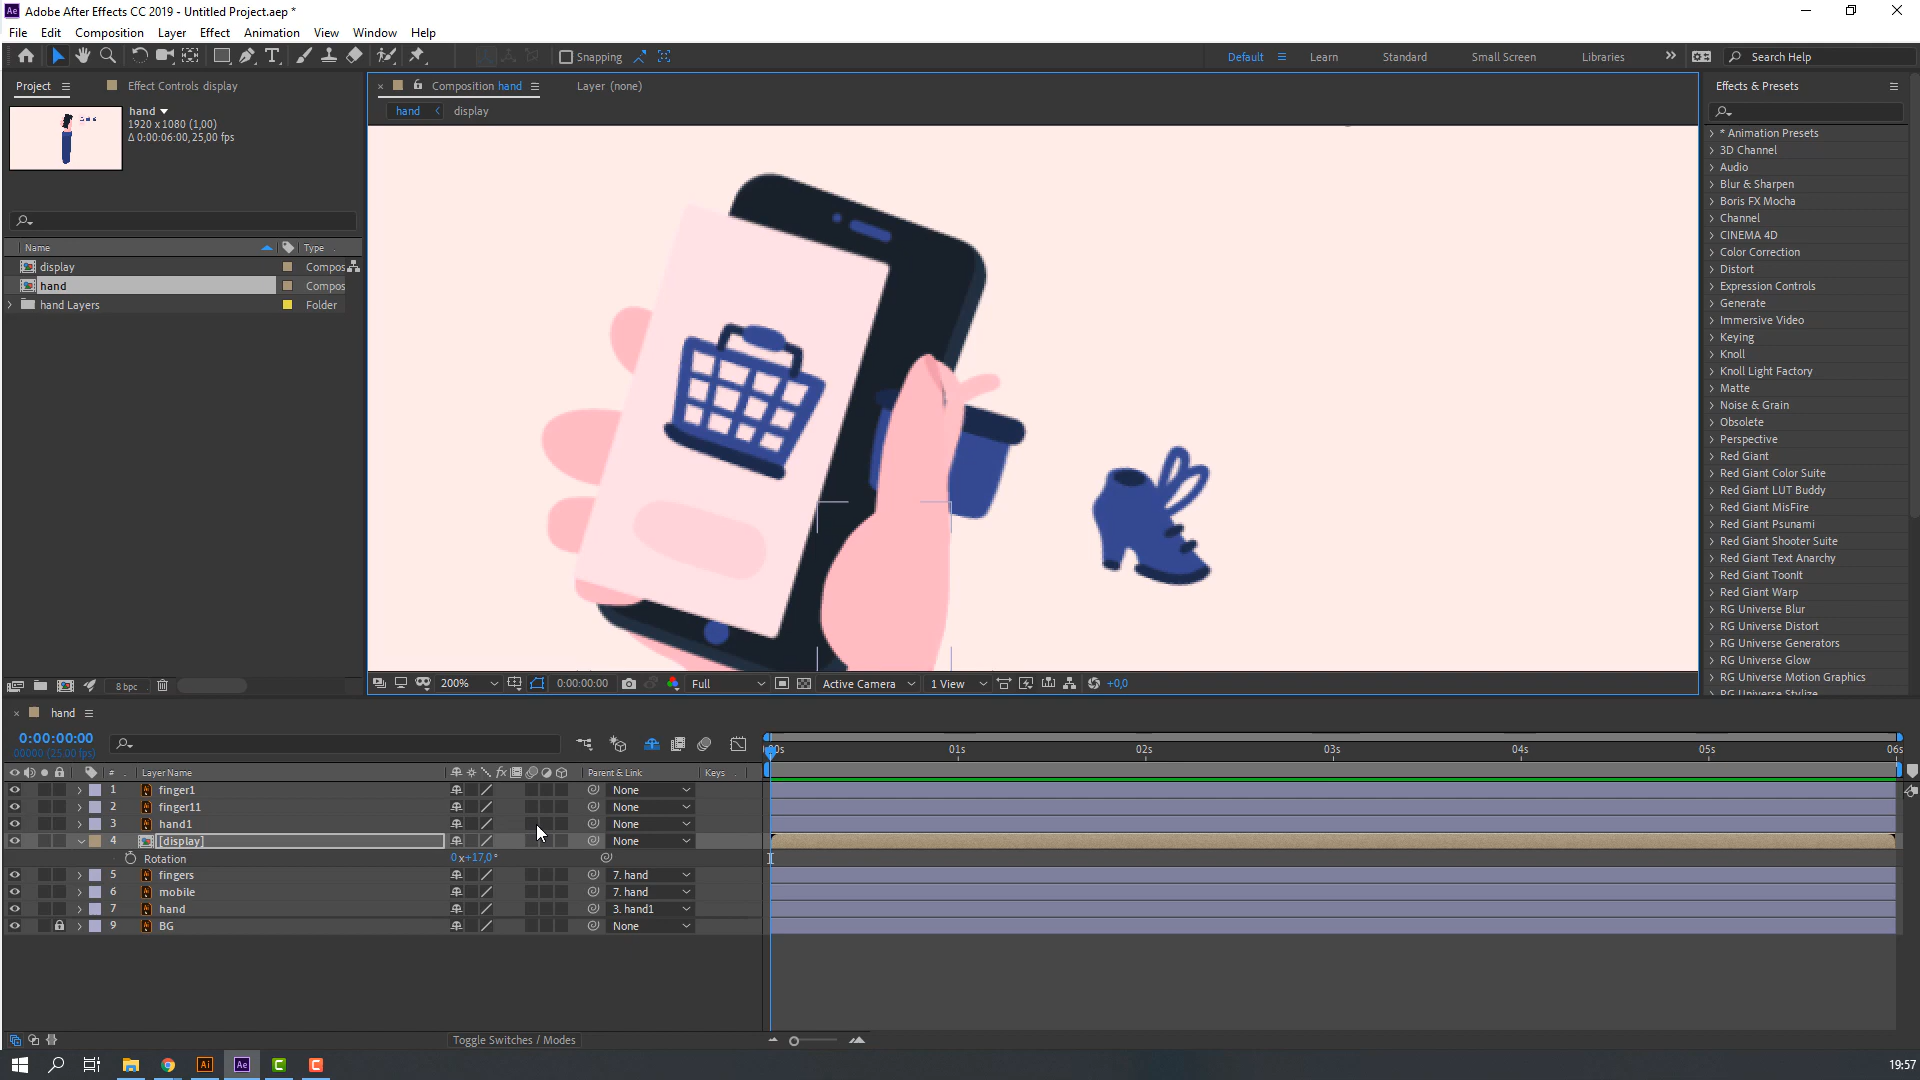 Adobe After Effects CC 2019 - Untitled Project.aep *
File Edit Composition Layer Effect Animation View Window Help
Snapping
Default Learn Standard Small Screen Libraries Search Help
Project Effect Controls display
Composition hand Layer (none)
Effects & Presets
hand
1920 x 1080 (1,00)
Δ 0:00:06:00, 25,00 fps
hand display
Name Type
display Compos
hand Compos
hand Layers Folder
* Animation Presets
3D Channel
Audio
Blur & Sharpen
Boris FX Mocha
Channel
CINEMA 4D
Color Correction
Distort
Expression Controls
Generate
Immersive Video
Keying
Knoll
Knoll Light Factory
Matte
Noise & Grain
Obsolete
Perspective
Red Giant
Red Giant Color Suite
Red Giant LUT Buddy
Red Giant MisFire
Red Giant Psunami
Red Giant Shooter Suite
Red Giant Text Anarchy
Red Giant ToonIt
Red Giant Warp
RG Universe Blur
RG Universe Distort
RG Universe Generators
RG Universe Glow
RG Universe Motion Graphics
RG Universe Stylize
8 bpc
200% 0:00:00:00 Full Active Camera 1 View +0,0
hand
0:00:00:00
00000 (25.00 fps)
:00s 01s 02s 03s 04s 05s 06s
# Layer Name fx Parent & Link Keys
1 finger1 None
2 finger11 None
3 hand1 None
4 [display] None
Rotation 0x+17,0°
5 fingers 7. hand
6 mobile 7. hand
7 hand 3. hand1
9 BG None
Toggle Switches / Modes
Ai Ae C C 19:57